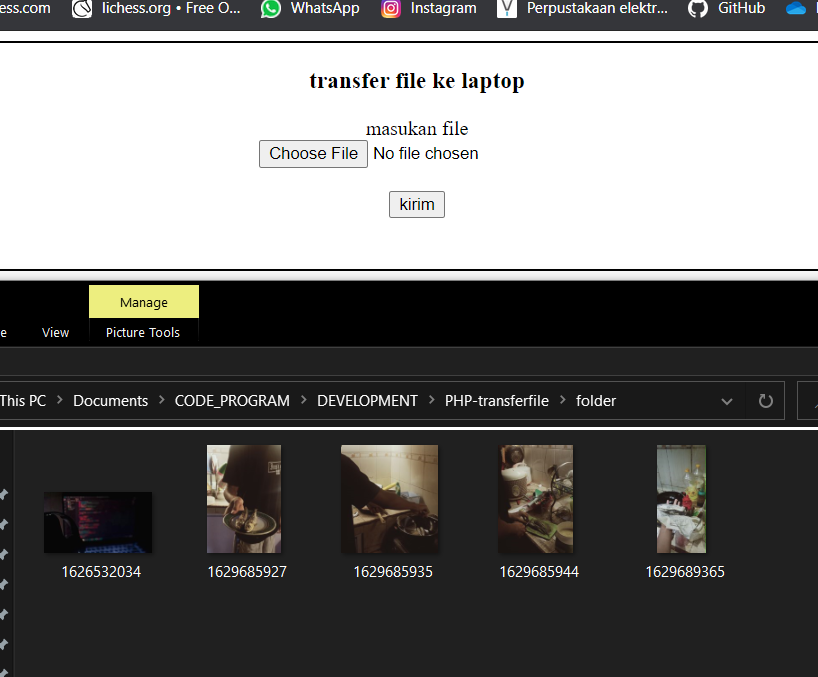 ess.com lichess.org • Free O... WhatsApp Instagram Perpustakaan elektr... GitHub
transfer file ke laptop
masukan file
Choose File No file chosen
kirim
Manage
e View Picture Tools
This PC > Documents > CODE_PROGRAM > DEVELOPMENT > PHP-transferfile > folder
1626532034 1629685927 1629685935 1629685944 1629689365